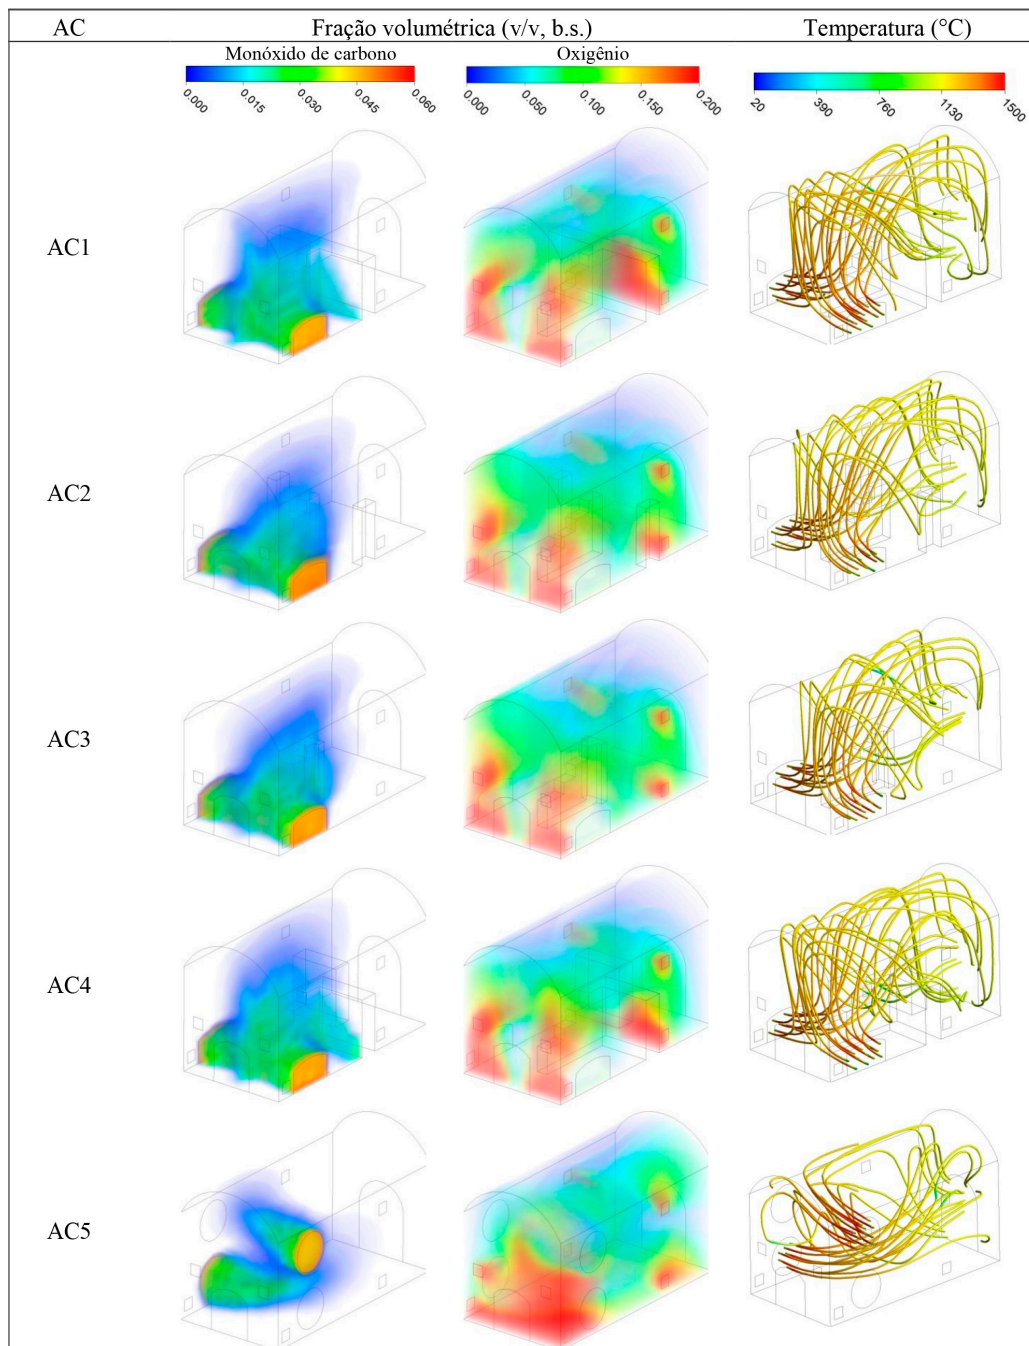 AC Fração volumétrica (v/v, b.s.) Temperatura (°C)
Monóxido de carbono Oxigênio
0.000 0.015 0.030 0.045 0.060 0.000 0.050 0.100 0.150 0.200 20 390 760 1130 1500
AC1
AC2
AC3
AC4
AC5